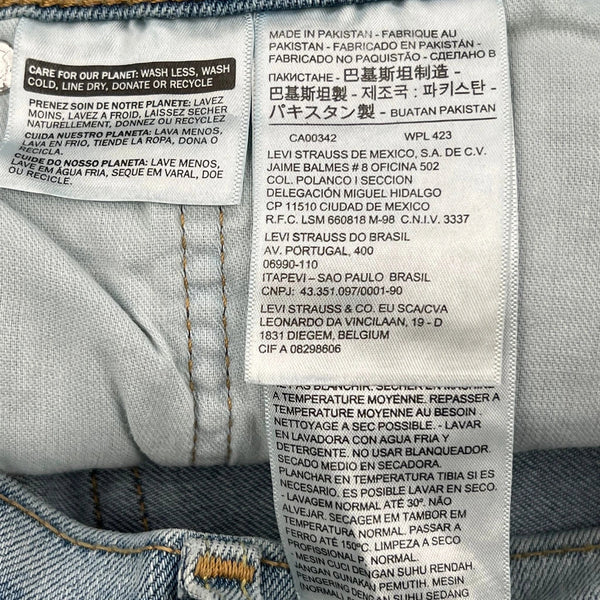 CARE FOR OUR PLANET: WASH LESS, WASH
COLD, LINE DRY, DONATE OR RECYCLE
PRENEZ SOIN DE NOTRE PLANETE: LAVEZ
MOINS, LAVEZ A FROID, LAISSEZ SECHER
NATURELLEMENT, DONNEZ OU RECYCLEZ
CUIDA NUESTRO PLANETA: LAVA MENOS,
LAVA EN FRIO, TIENDE LA ROPA, DONA O
RECICLA.
CUIDE DO NOSSO PLANETA: LAVE MENOS,
LAVE EM ÁGUA FRIA, SEQUE EM VARAL, DOE
OU RECICLE.
MADE IN PAKISTAN - FABRIQUE AU
PAKISTAN - FABRICADO EN PAKISTÁN -
FABRICADO NO PAQUISTÃO - СДЕЛАНО В
ПАКИСТАНЕ - 巴基斯坦制造 -
巴基斯坦製 - 제조국 : 파키스탄 -
パキスタン製 - BUATAN PAKISTAN
CA00342 WPL 423
LEVI STRAUSS DE MEXICO, S.A. DE C.V.
JAIME BALMES # 8 OFICINA 502
COL. POLANCO I SECCION
DELEGACIÓN MIGUEL HIDALGO
CP 11510 CIUDAD DE MEXICO
R.F.C. LSM 660818 M-98 C.N.I.V. 3337
LEVI STRAUSS DO BRASIL
AV. PORTUGAL, 400
06990-110
ITAPEVI – SAO PAULO BRASIL
CNPJ: 43.351.097/0001-90
LEVI STRAUSS & CO. EU SCA/CVA
LEONARDO DA VINCILAAN, 19 - D
1831 DIEGEM, BELGIUM
CIF A 08298606
PAS BLANCHIR. SECHER EN MACHINE
A TEMPERATURE MOYENNE. REPASSER A
TEMPERATURE MOYENNE AU BESOIN.
NETTOYAGE A SEC POSSIBLE. - LAVAR
EN LAVADORA CON AGUA FRIA Y
DETERGENTE. NO USAR BLANQUEADOR.
SECADO MEDIO EN SECADORA.
PLANCHAR EN TEMPERATURA TIBIA SI ES
NECESARIO. ES POSIBLE LAVAR EN SECO.
- LAVAGEM NORMAL ATÉ 30º. NÃO
ALVEJAR. SECAGEM EM TAMBOR EM
TEMPERATURA NORMAL. PASSAR A
FERRO ATÉ 150ºC. LIMPEZA A SECO
PROFISSIONAL P, NORMAL.
MESIN CUCI DENGAN
JANGAN GUNAKAN PEMUTIH. MESIN
PENGERING DENGAN SUHU